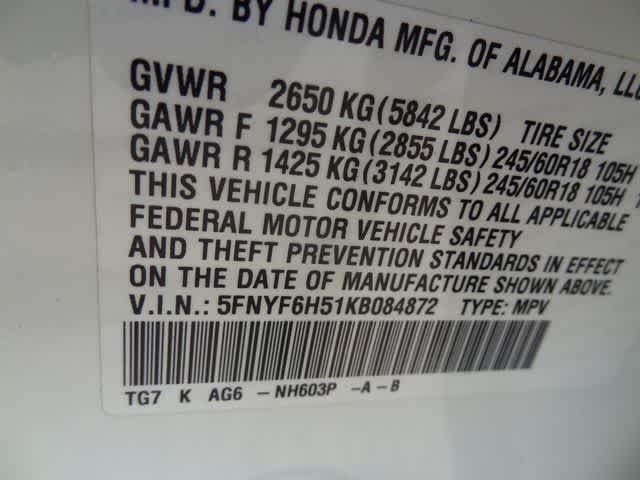 MFD. BY HONDA MFG. OF ALABAMA, LLC
GVWR 2650 KG (5842 LBS) TIRE SIZE
GAWR F 1295 KG (2855 LBS) 245/60R18 105H
GAWR R 1425 KG (3142 LBS) 245/60R18 105H
THIS VEHICLE CONFORMS TO ALL APPLICABLE
FEDERAL MOTOR VEHICLE SAFETY
AND THEFT PREVENTION STANDARDS IN EFFECT
ON THE DATE OF MANUFACTURE SHOWN ABOVE.
V.I.N.: 5FNYF6H51KB084872 TYPE: MPV
TG7 K AG6 – NH603P –A – B